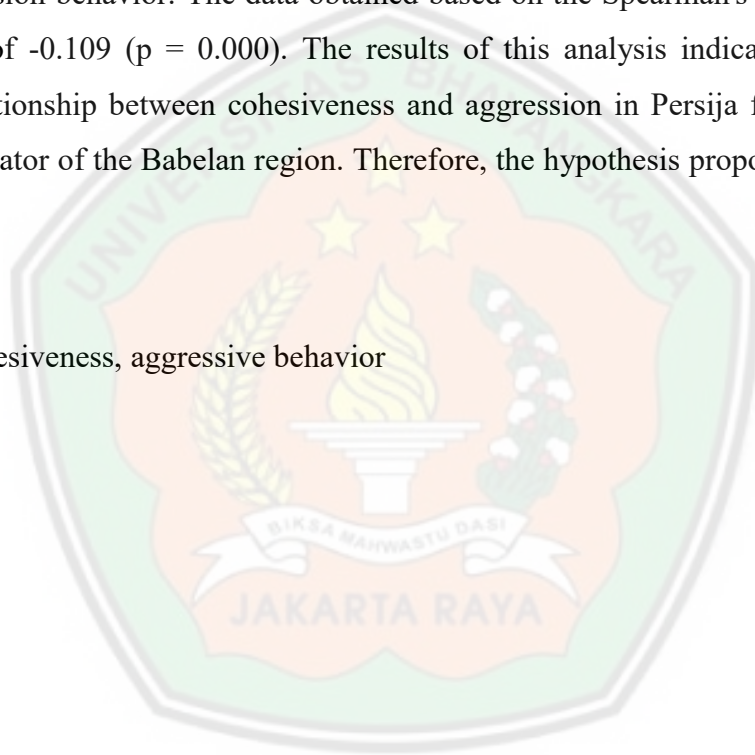 sion behavior. The data obtained based on the Spearman's
of -0.109 (p = 0.000). The results of this analysis indica
tionship between cohesiveness and aggression in Persija f
ator of the Babelan region. Therefore, the hypothesis propo
esiveness, aggressive behavior
UNIVERSITAS BHAYANGKARA
BIKSA MAHWASTU DASI
JAKARTA RAYA